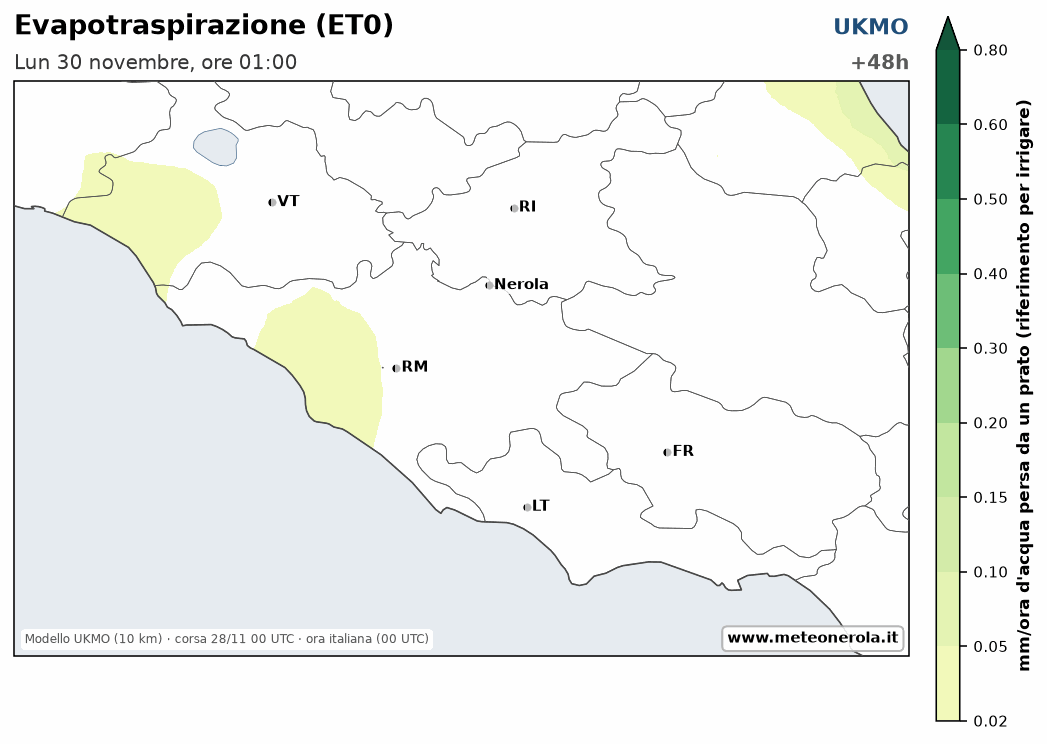 Evapotraspirazione (ET0)
UKMO
Lun 30 novembre, ore 01:00
+48h
VT
RI
Nerola
RM
FR
LT
Modello UKMO (10 km) · corsa 28/11 00 UTC · ora italiana (00 UTC)
www.meteonerola.it
0.80
0.60
0.50
0.40
0.30
0.20
0.15
0.10
0.05
0.02
mm/ora d'acqua persa da un prato (riferimento per irrigare)